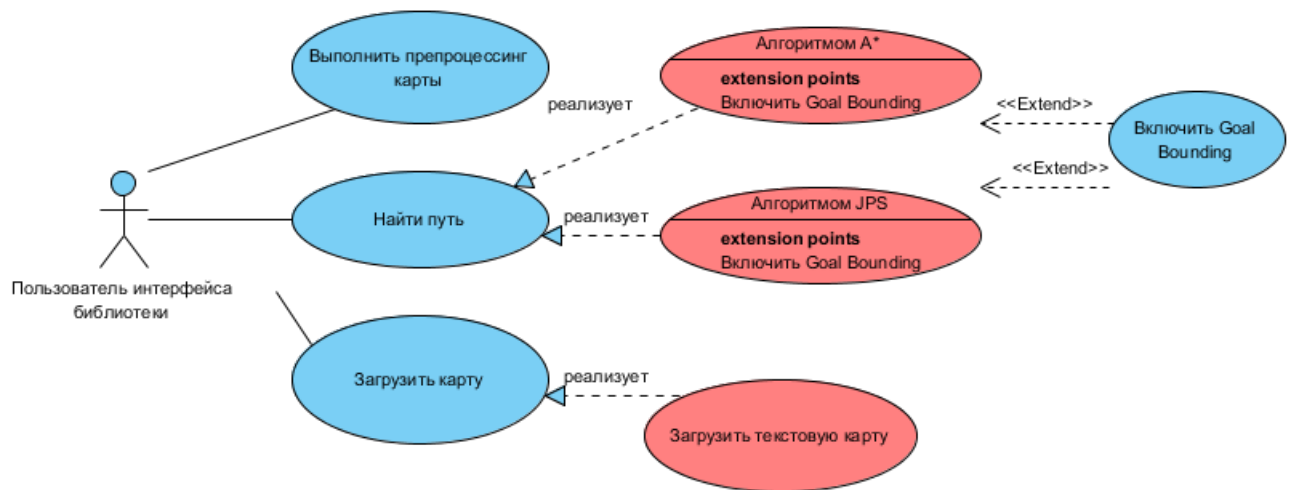 Выполнить препроцессинг
карты
реализует
Алгоритмом A*
extension points
Включить Goal Bounding
<<Extend>>
Включить Goal
Bounding
<<Extend>>
Найти путь
реализует
Алгоритмом JPS
extension points
Включить Goal Bounding
Пользователь интерфейса
библиотеки
Загрузить карту
реализует
Загрузить текстовую карту